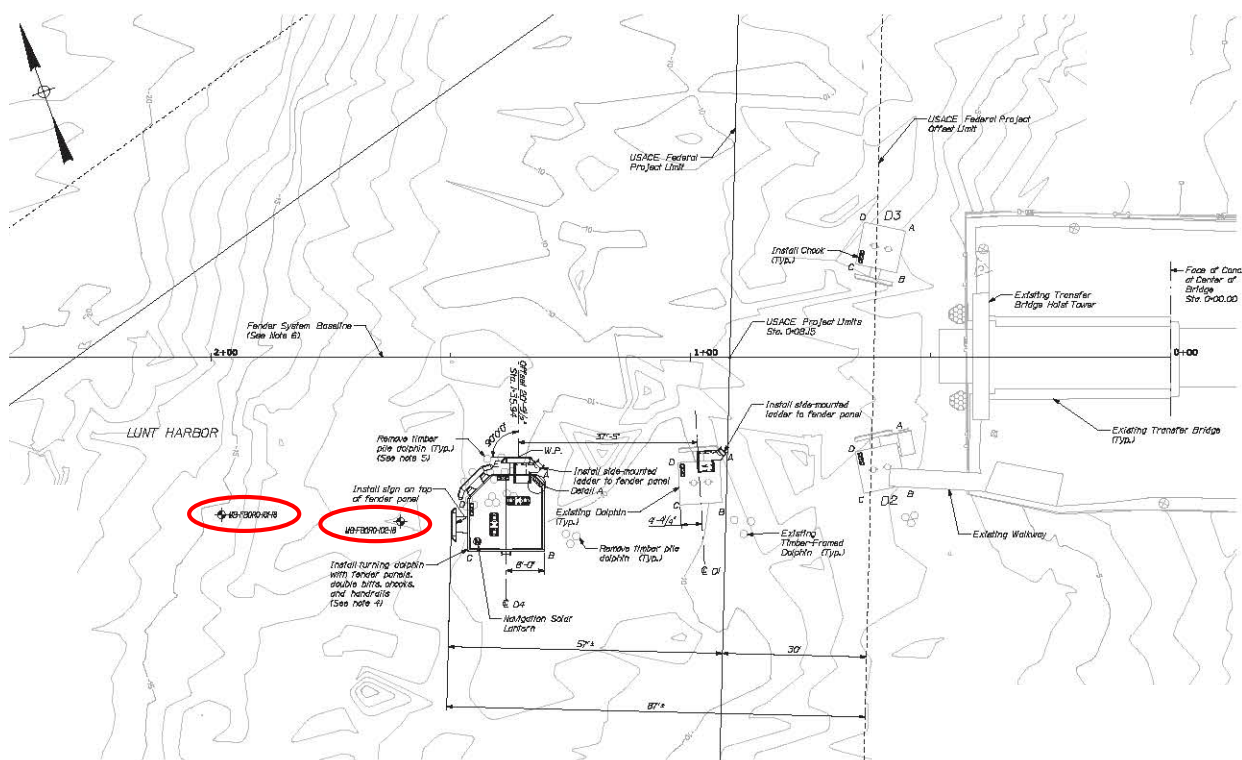 USACE Federal Project
Offset Limit
USACE Federal
Project Limit
D3
D
A
C
B
Install Chock
(Typ.)
Face of Conc.
at Center of
Bridge
Sta. 0+00.00
Existing Transfer
Bridge Hoist Tower
USACE Project Limits
Fender System Baseline
(See Note 6)
2+00
1+00
0+00
Install side-mounted
ladder to fender panel
LUNT HARBOR
Remove timber
pile dolphin (Typ.)
(See note 5)
37'-5"
W.P.
Existing Transfer Bridge
(Typ.)
A
D
E
A
D
A
Install side-mounted
ladder to fender panel
Detail A
Install sign on top
of fender panel
Existing Dolphin
(Typ.)
C
B
C
B
D2
Existing Walkway
Existing
Timber-Framed
Dolphin (Typ.)
Remove timber pile
dolphin (Typ.)
C
B
Install turning dolphin
with fender panels,
double bitts, chocks,
and handrails
(See note 4)
D1
D4
Navigation Solar
Lantern
57'±
30'
87'±